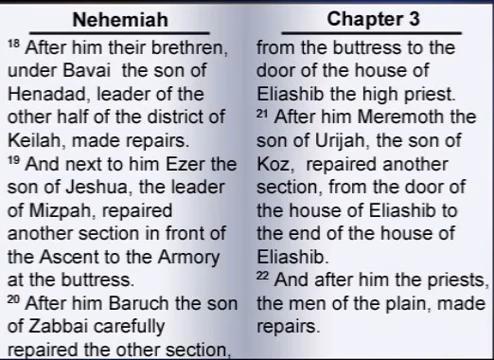 Nehemiah
18 After him their brethren,
under Bavai the son of
Henadad, leader of the
other half of the district of
Keilah, made repairs.
19 And next to him Ezer the
son of Jeshua, the leader
of Mizpah, repaired
another section in front of
the Ascent to the Armory
at the buttress.
20 After him Baruch the son
of Zabbai carefully
repaired the other section,
Chapter 3
from the buttress to the
door of the house of
Eliashib the high priest.
21 After him Meremoth the
son of Urijah, the son of
Koz, repaired another
section, from the door of
the house of Eliashib to
the end of the house of
Eliashib.
22 And after him the priests,
the men of the plain, made
repairs.